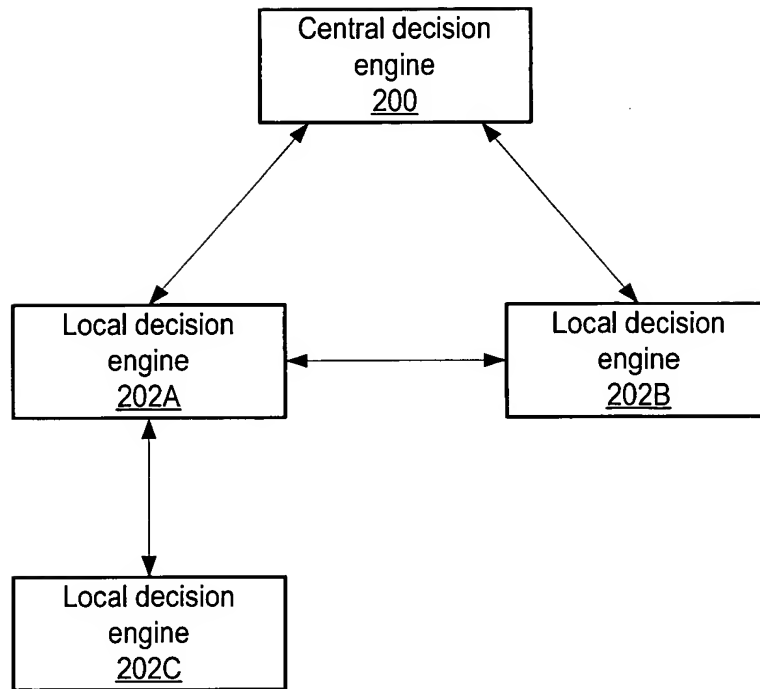 Central decision
engine
200
Local decision
engine
202A
Local decision
engine
202B
Local decision
engine
202C